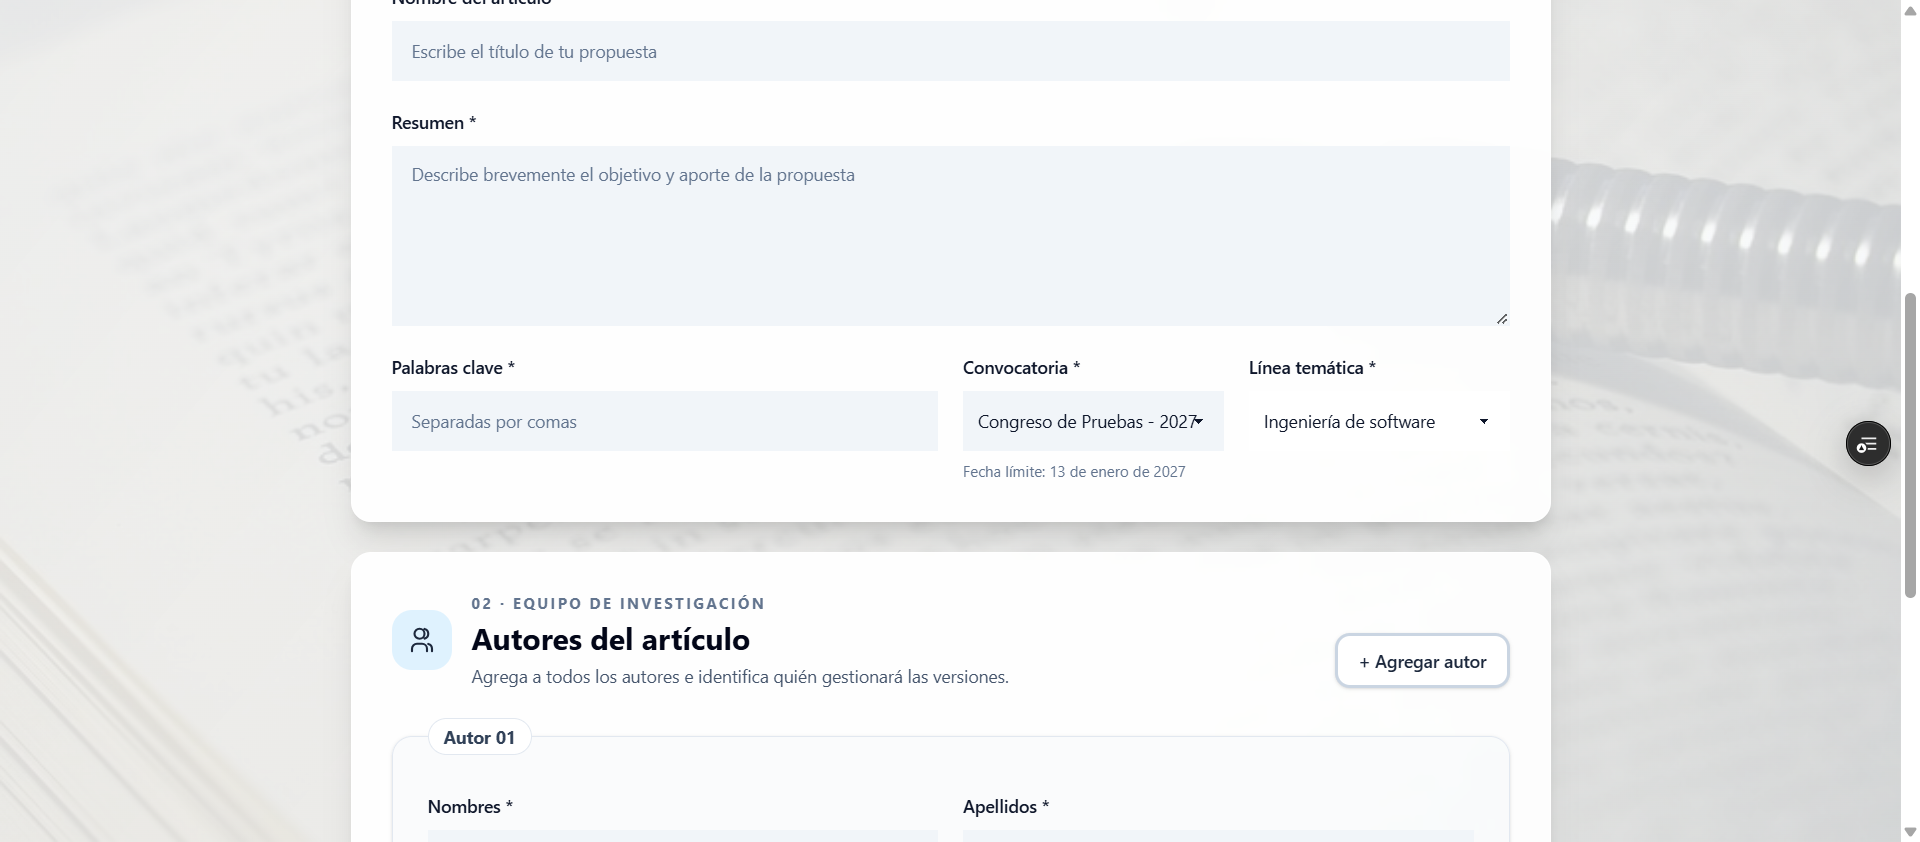 Nombre del artículo
Escribe el título de tu propuesta
Resumen *
Describe brevemente el objetivo y aporte de la propuesta
Palabras clave *
Convocatoria *
Línea temática *
Separadas por comas
Congreso de Pruebas - 2027
Ingeniería de software
Fecha límite: 13 de enero de 2027
02 · EQUIPO DE INVESTIGACIÓN
Autores del artículo
Agrega a todos los autores e identifica quién gestionará las versiones.
+ Agregar autor
Autor 01
Nombres *
Apellidos *